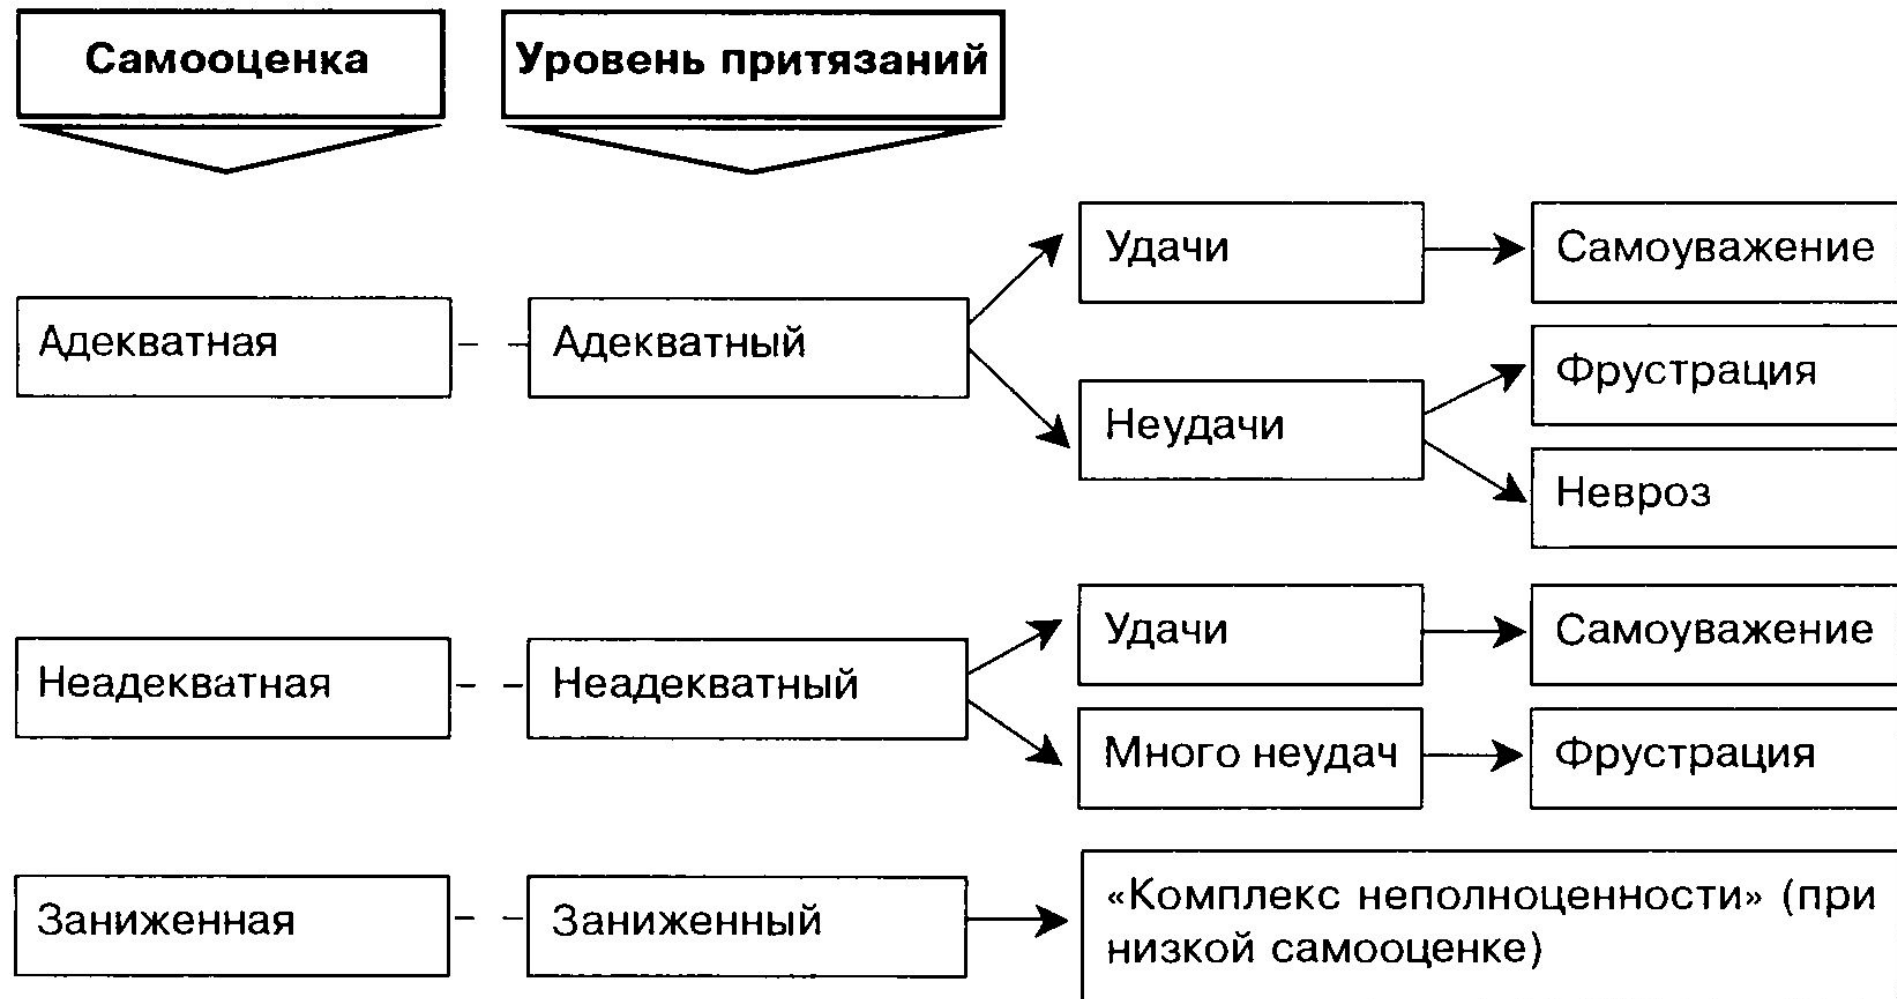 Самооценка
Уровень притязаний
Удачи
Самоуважение
Адекватная
Адекватный
Фрустрация
Неудачи
Невроз
Удачи
Самоуважение
Неадекватная
Неадекватный
Много неудач
Фрустрация
Заниженная
Заниженный
«Комплекс неполноценности» (при
низкой самооценке)